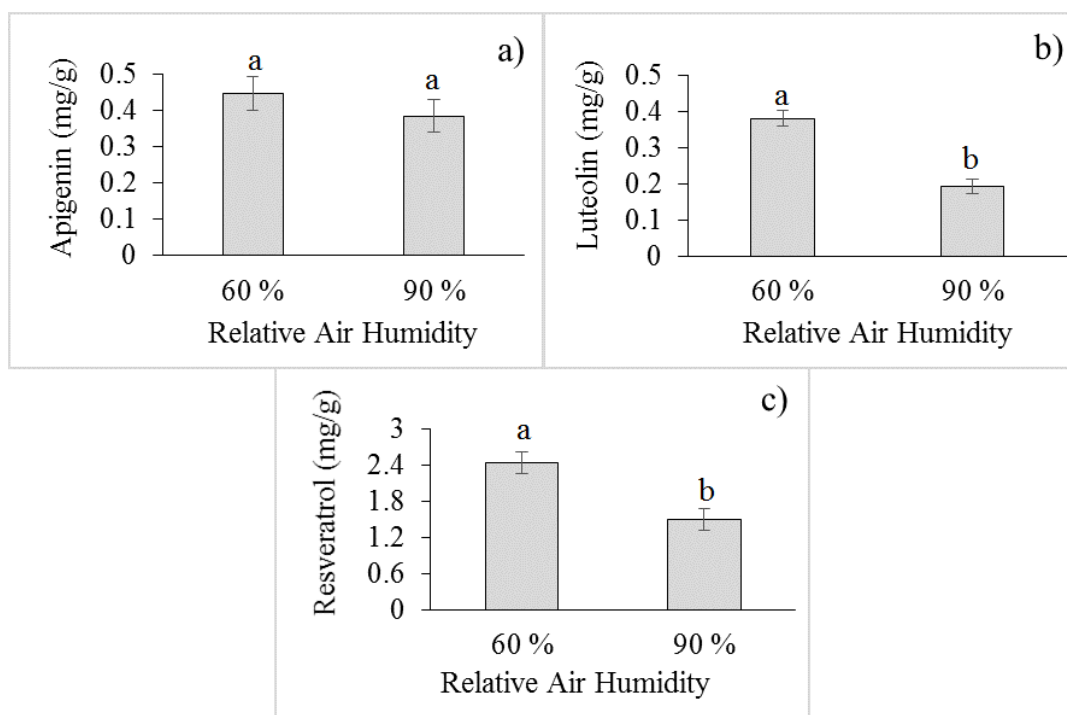 a)
Apigenin (mg/g)
0.5
0.4
0.3
0.2
0.1
0
a
a
60 %
90 %
Relative Air Humidity
b)
Luteolin (mg/g)
0.5
0.4
0.3
0.2
0.1
0
a
b
60 %
90 %
Relative Air Humidity
c)
Resveratrol (mg/g)
3
2.4
1.8
1.2
0.6
0
a
b
60 %
90 %
Relative Air Humidity